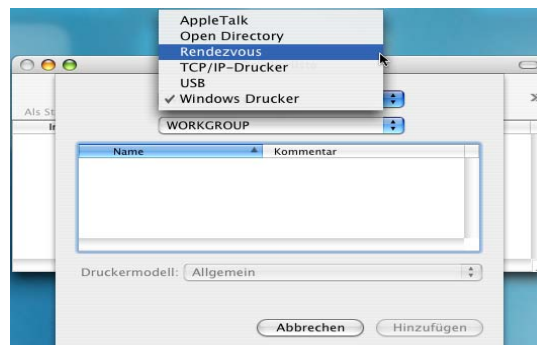 AppleTalk
Open Directory
Rendezvous
TCP/IP-Drucker
USB
✓ Windows Drucker
Als St
In
WORKGROUP
Name Kommentar
Druckermodell: Allgemein
Abbrechen Hinzufügen